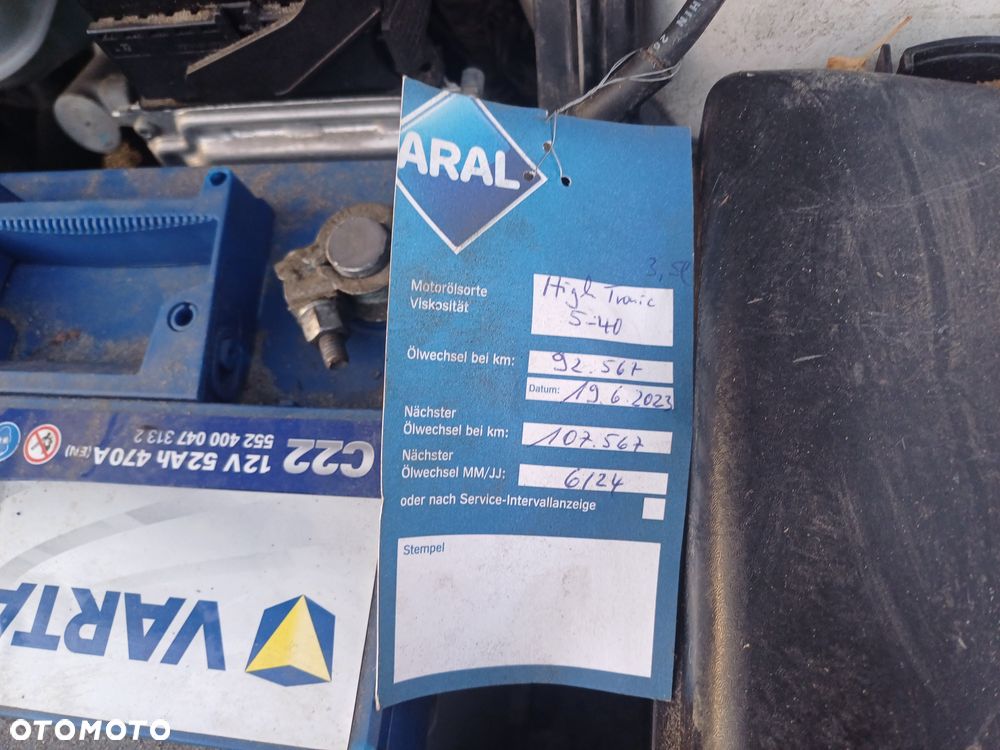 ARAL
3,5l
Motorölsorte
Viskosität
High Tronic
5-40
Ölwechsel bei km:
92.567
Datum: 19.6.2023
Nächster
Ölwechsel bei km:
107.567
Nächster
Ölwechsel MM/JJ:
6/24
oder nach Service-Intervallanzeige
Stempel
C22
552 400 047 313 2
12V 52Ah 470A (EN)
VARTA
OTOMOTO